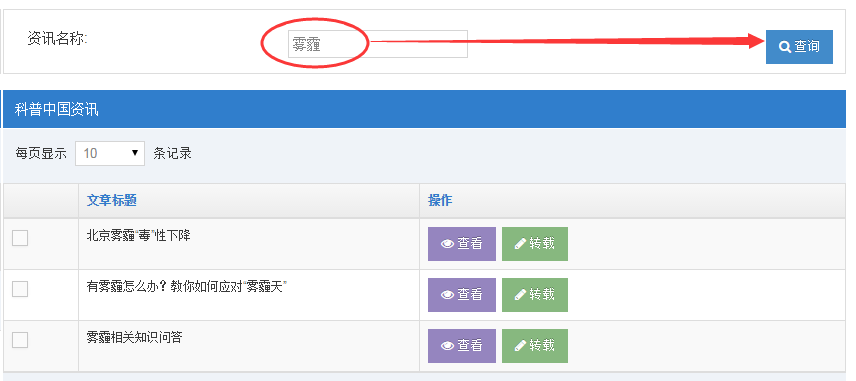 资讯名称: 雾霾 查询
科普中国资讯
每页显示 10 条记录
文章标题 操作
北京雾霾“毒”性下降 查看 转载
有雾霾怎么办？教你如何应对“雾霾天” 查看 转载
雾霾相关知识问答 查看 转载